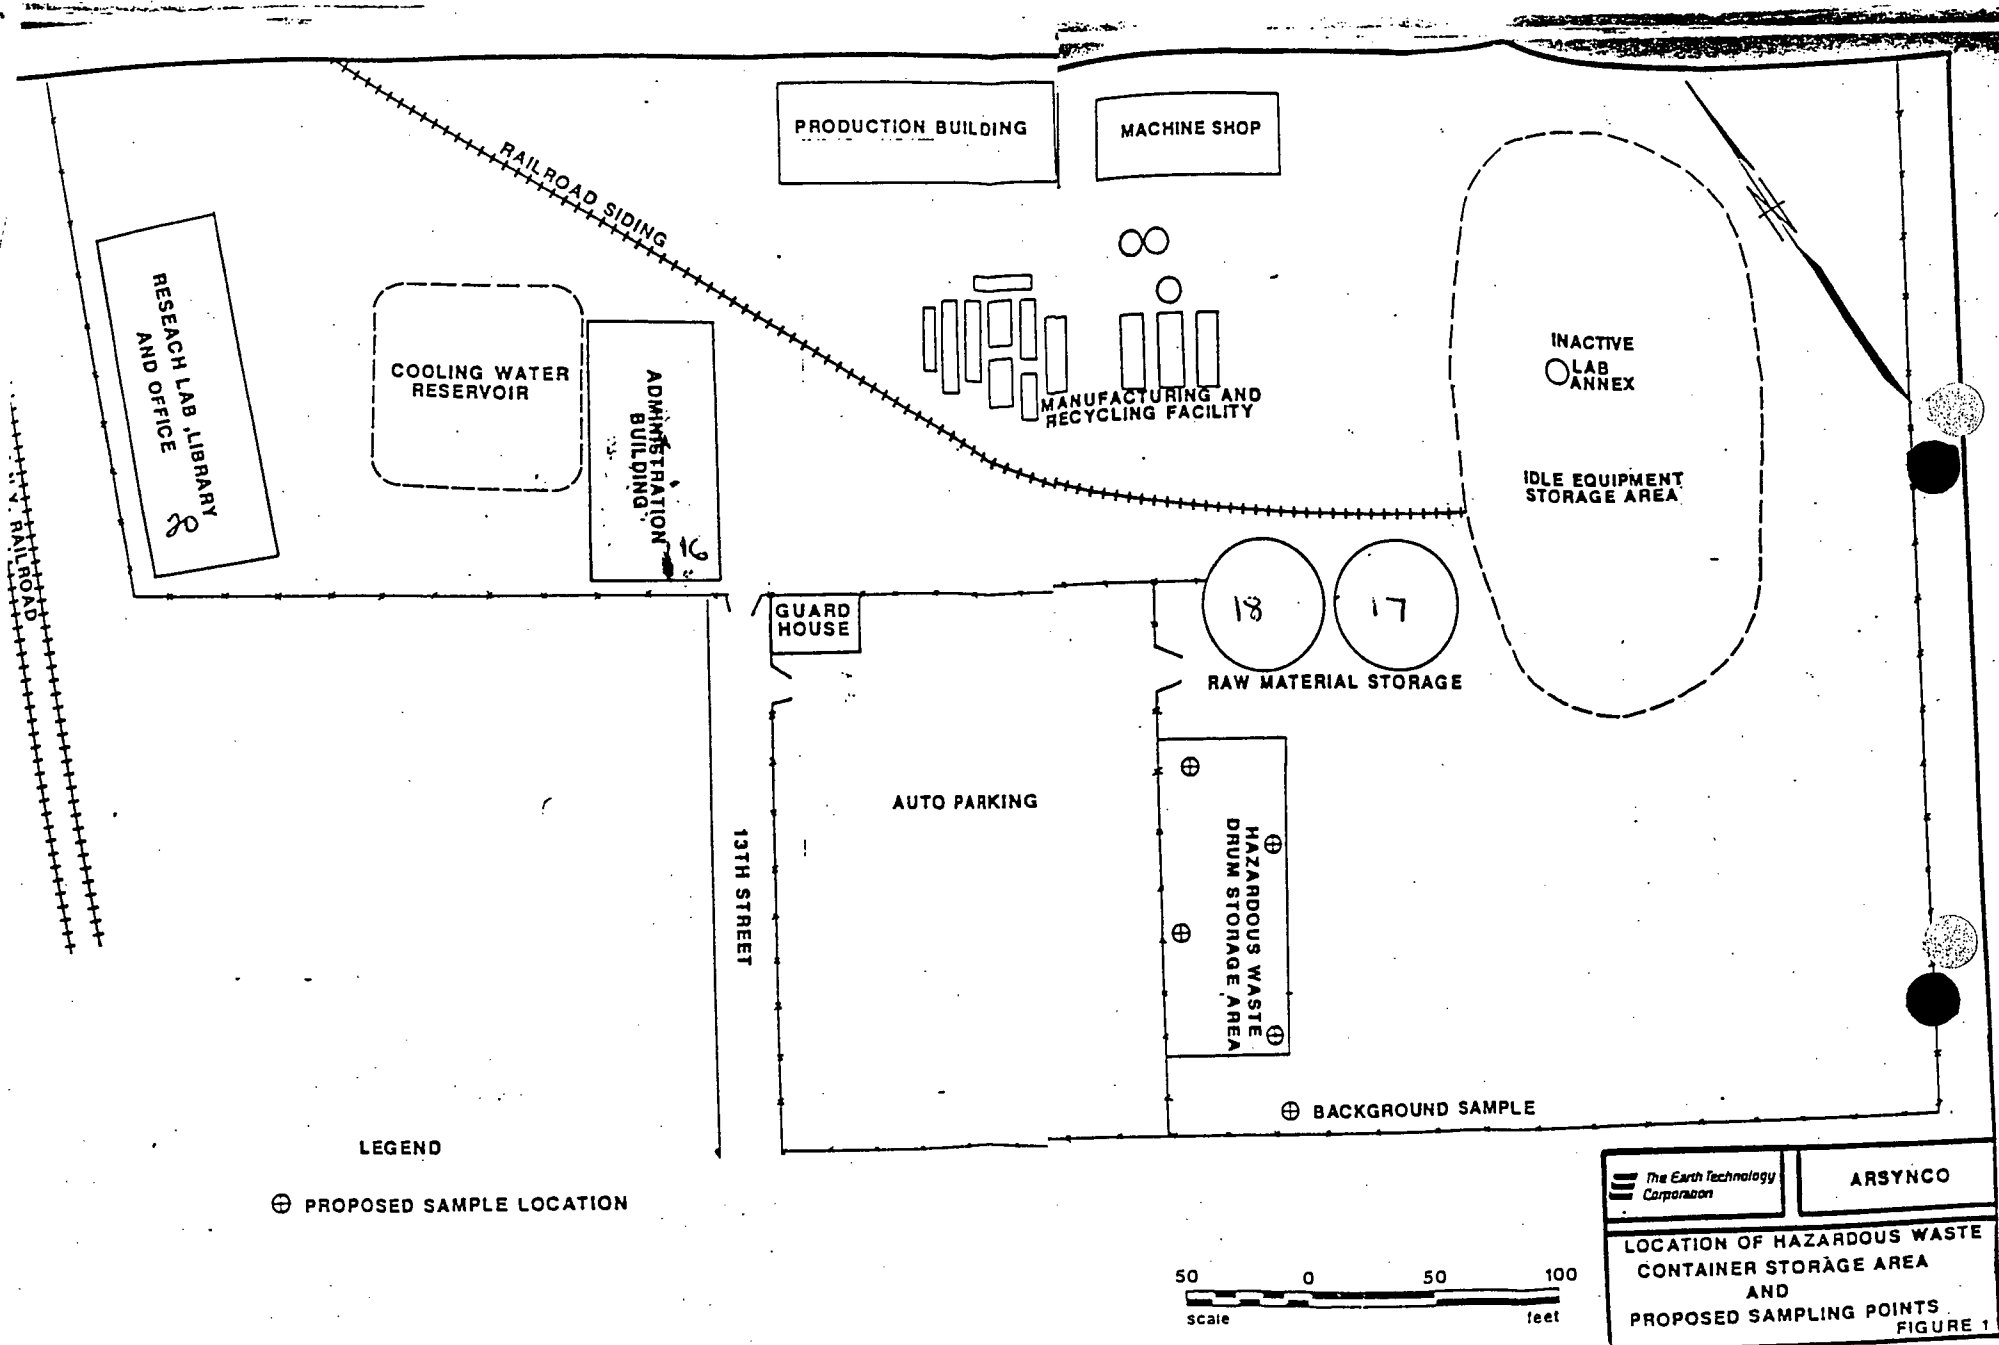 PRODUCTION BUILDING
MACHINE SHOP
RAILROAD SIDING
RESEACH LAB ,LIBRARY
AND OFFICE
20
COOLING WATER
RESERVOIR
ADMINISTRATION
BUILDING
16
MANUFACTURING AND
RECYCLING FACILITY
INACTIVE
LAB
ANNEX
IDLE EQUIPMENT
STORAGE AREA
RAILROAD
GUARD
HOUSE
18
17
RAW MATERIAL STORAGE
AUTO PARKING
13TH STREET
HAZARDOUS WASTE
DRUM STORAGE AREA
BACKGROUND SAMPLE
LEGEND
PROPOSED SAMPLE LOCATION
50 0 50 100
scale feet
The Earth Technology
Corporation
ARSYNCO
LOCATION OF HAZARDOUS WASTE
CONTAINER STORAGE AREA
AND
PROPOSED SAMPLING POINTS
FIGURE 1